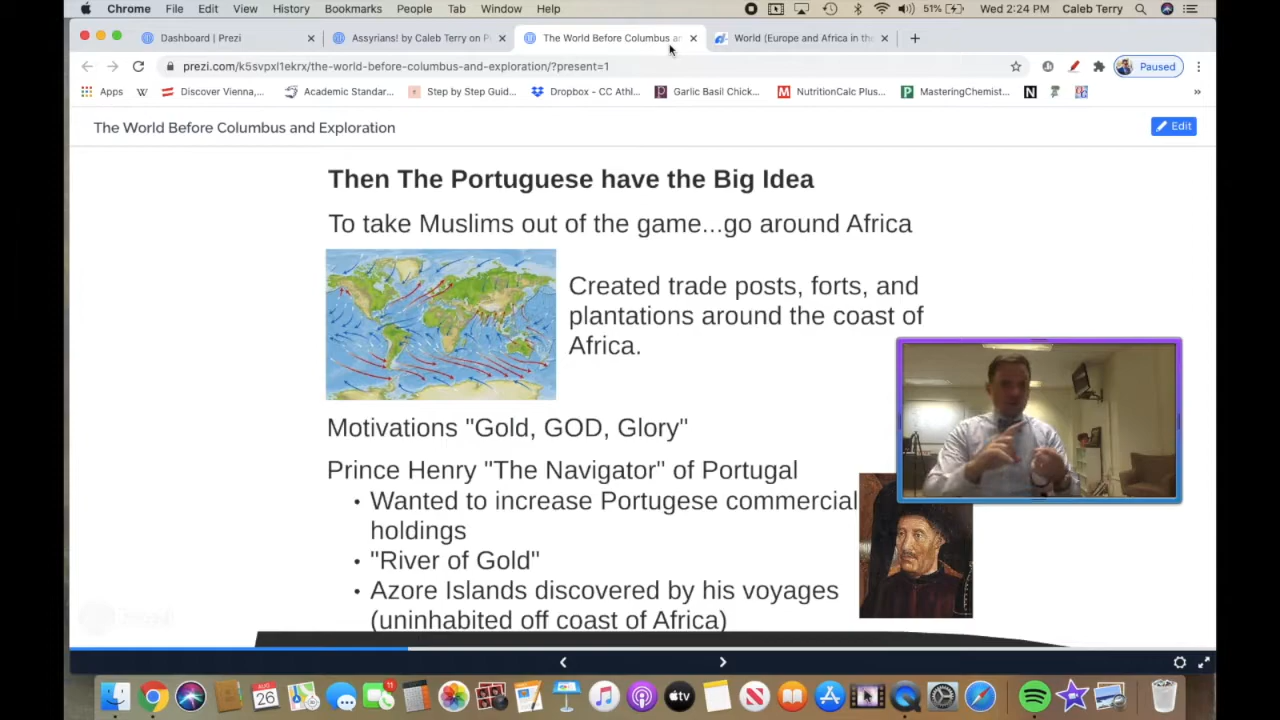 Chrome File Edit View History Bookmarks People Tab Window Help 51% Wed 2:24 PM Caleb Terry
Dashboard | Prezi
Assyrians! by Caleb Terry on P
The World Before Columbus a
World (Europe and Africa in the
prezi.com/k5svpxl1ekrx/the-world-before-columbus-and-exploration/?present=1
Paused
Apps
Discover Vienna,...
Academic Standar...
Step by Step Guid...
Dropbox - CC Athl...
Garlic Basil Chick...
NutritionCalc Plus...
MasteringChemist...
»
The World Before Columbus and Exploration
Edit
Then The Portuguese have the Big Idea
To take Muslims out of the game...go around Africa
Created trade posts, forts, and
plantations around the coast of
Africa.
Motivations "Gold, GOD, Glory"
Prince Henry "The Navigator" of Portugal
• Wanted to increase Portugese commercial
holdings
• "River of Gold"
• Azore Islands discovered by his voyages
(uninhabited off coast of Africa)
AUG
26
11
tv